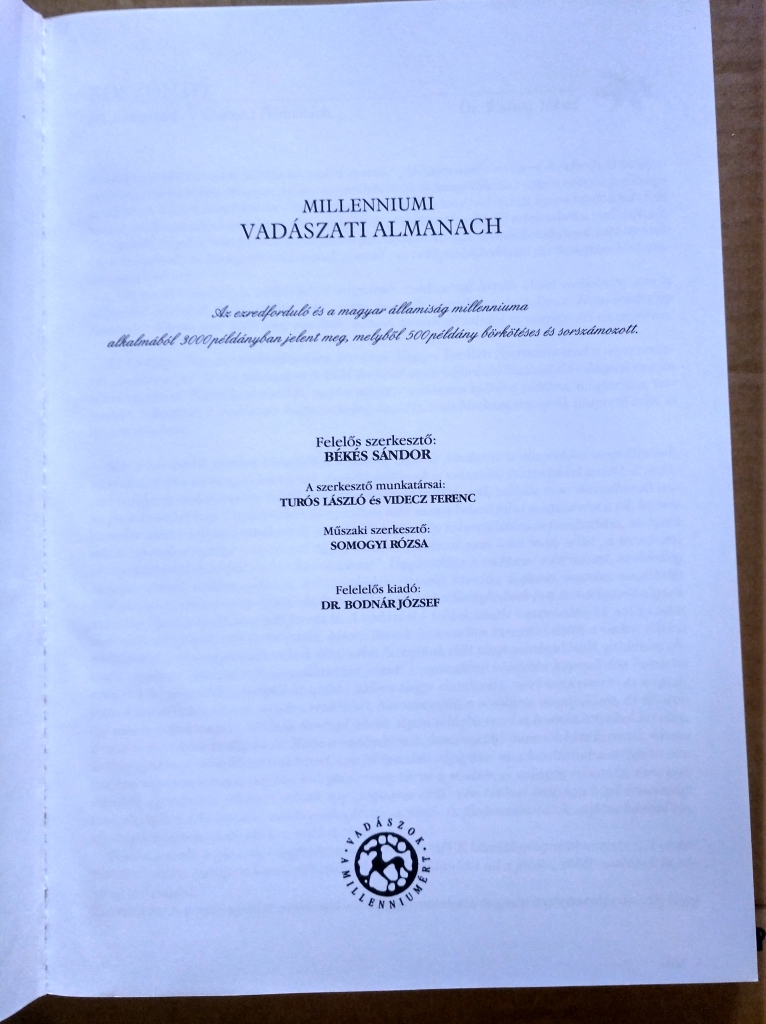 MILLENNIUMI
VADÁSZATI ALMANACH
Az ezredforduló és a magyar államiság millenniuma
alkalmából 3000 példányban jelent meg, melyből 500 példány bőrkötéses és sorszámozott.
Felelős szerkesztő:
BÉKÉS SÁNDOR
A szerkesztő munkatársai:
TURÓS LÁSZLÓ és VIDECZ FERENC
Műszaki szerkesztő:
SOMOGYI RÓZSA
Felelelős kiadó:
DR. BODNÁR JÓZSEF
• VADÁSZOK •
A MILLENNIUMÉRT